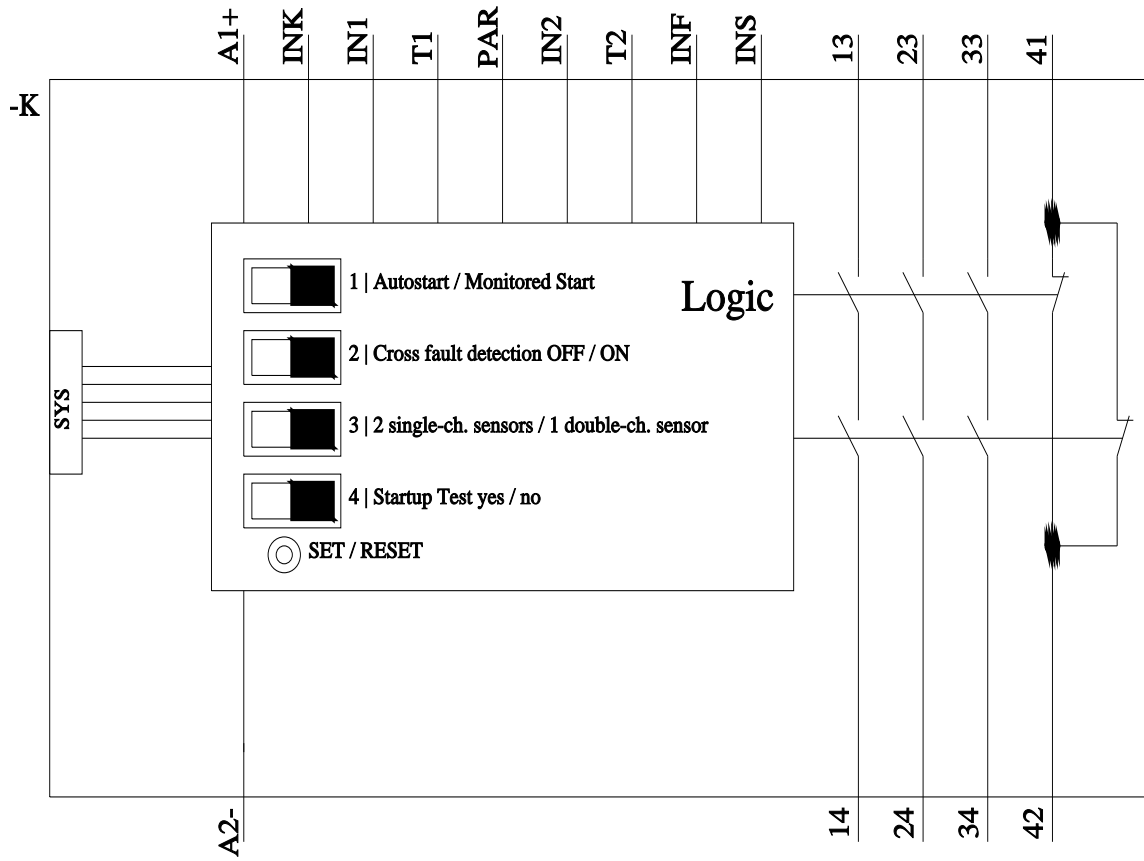 A1+
INK
IN1
T1
PAR
IN2
T2
INF
INS
13
23
33
41
-K
1 | Autostart / Monitored Start
Logic
2 | Cross fault detection OFF / ON
SYS
3 | 2 single-ch. sensors / 1 double-ch. sensor
4 | Startup Test yes / no
SET / RESET
A2-
14
24
34
42